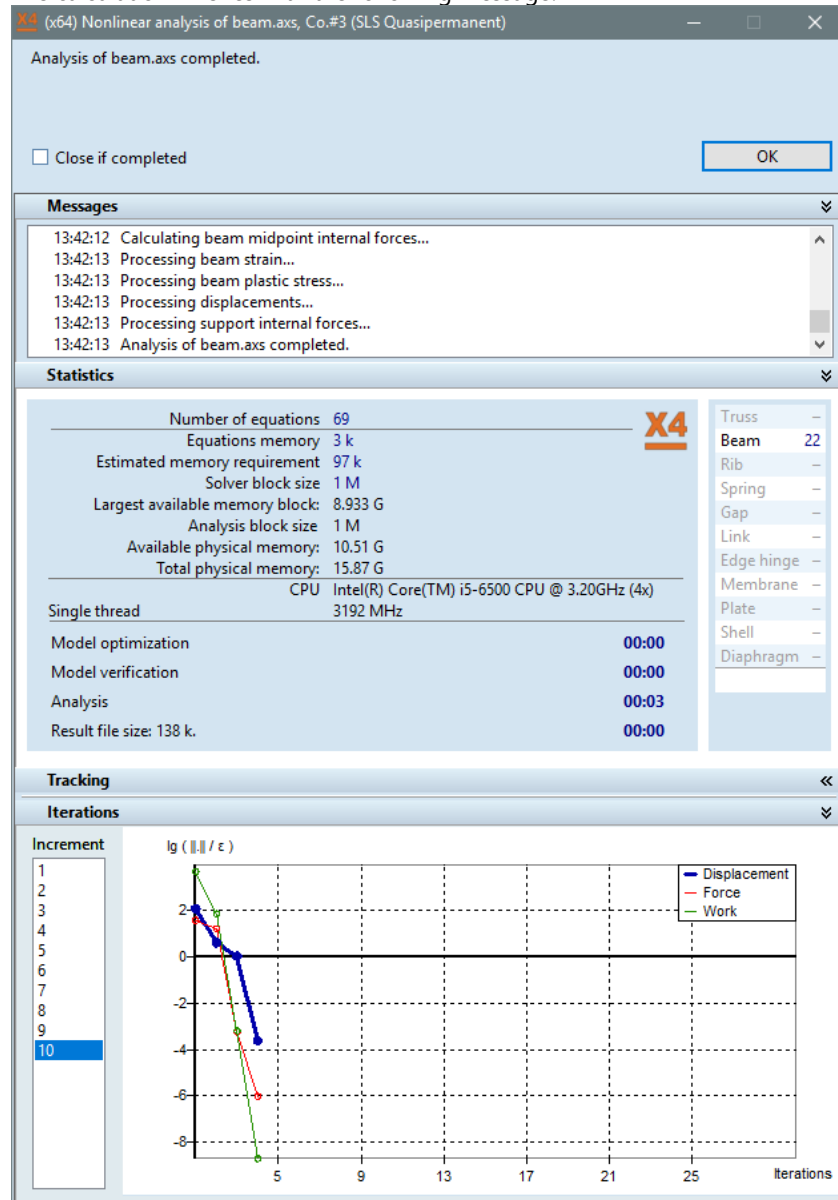 X4 (x64) Nonlinear analysis of beam.axs, Co.#3 (SLS Quasipermanent)
Analysis of beam.axs completed.
Close if completed
OK
Messages
13:42:12 Calculating beam midpoint internal forces...
13:42:13 Processing beam strain...
13:42:13 Processing beam plastic stress...
13:42:13 Processing displacements...
13:42:13 Processing support internal forces...
13:42:13 Analysis of beam.axs completed.
Statistics
Number of equations 69
X4
Equations memory 3 k
Estimated memory requirement 97 k
Solver block size 1 M
Largest available memory block: 8.933 G
Analysis block size 1 M
Available physical memory: 10.51 G
Total physical memory: 15.87 G
CPU Intel(R) Core(TM) i5-6500 CPU @ 3.20GHz (4x)
Single thread 3192 MHz
Model optimization 00:00
Model verification 00:00
Analysis 00:03
Result file size: 138 k. 00:00
Truss –
Beam 22
Rib –
Spring –
Gap –
Link –
Edge hinge –
Membrane –
Plate –
Shell –
Diaphragm –
Tracking
Iterations
Increment
1
2
3
4
5
6
7
8
9
10
lg ( ||.|| / ε )
Displacement
Force
Work
2
0
-2
-4
-6
-8
5 9 13 17 21 25 Iterations